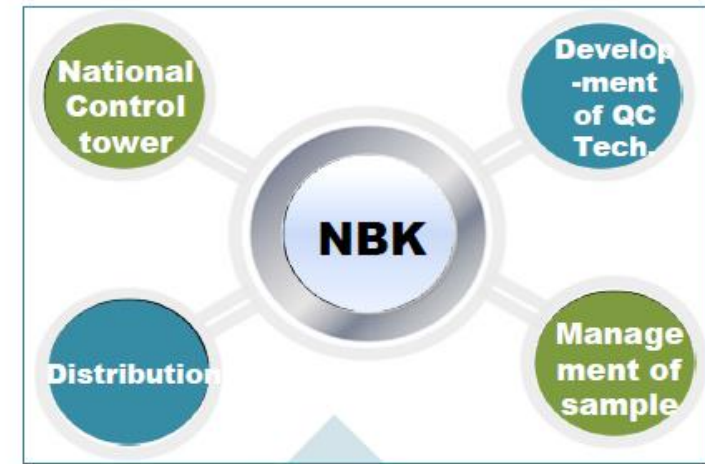 National
Control
tower
Develop
-ment
of QC
Tech.
NBK
Distribution
Manage
ment of
sample